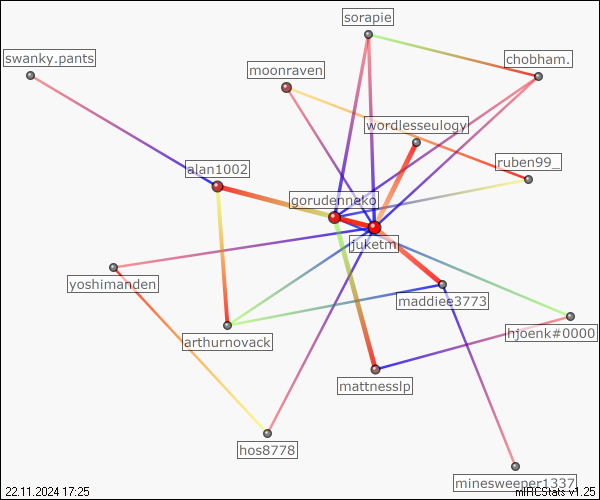 sorapie
swanky.pants
chobham.
moonraven
wordlesseulogy
ruben99_
alan1002
gorudenneko
jjuketm
yoshimanden
maddiee3773
hjoenk#0000
arthurnovack
mattnesslp
hos8778
minesweeper1337
22.11.2024 17:25
mIRCStats v1.25